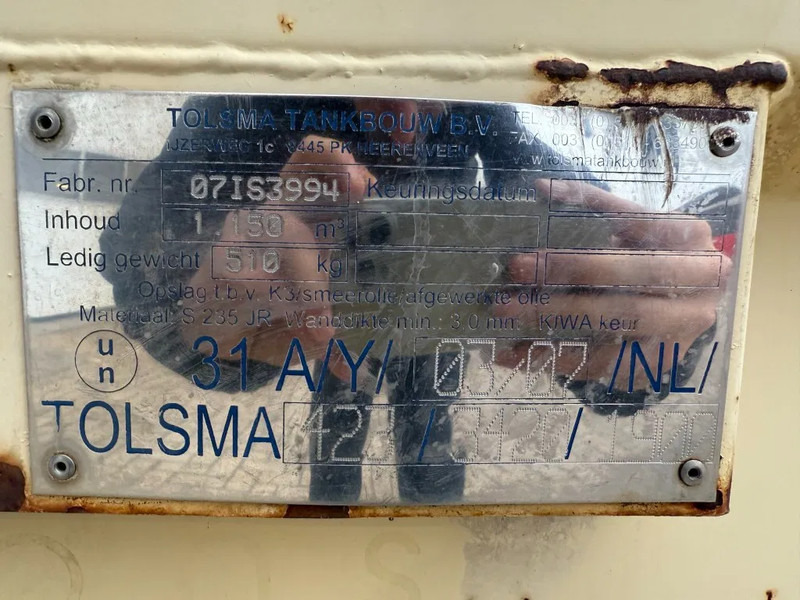 TOLSMA TANKBOUW B.V.
IJZERWEG 1c 8445 PK HEERENVEEN
TEL
FAX
www.tolsmatankbouw
Fabr. nr. 07IS3994 Keuringsdatum
Inhoud 1.150 m³
Ledig gewicht 510 kg
Opslag t.b.v. K3/smeerolie/afgewerkte olie
Materiaal: S 235 JR Wanddikte min.: 3,0 mm KIWA keur
un 31 A/Y/ 03/07 /NL/
TOLSMA 423 / 3420 / 1900